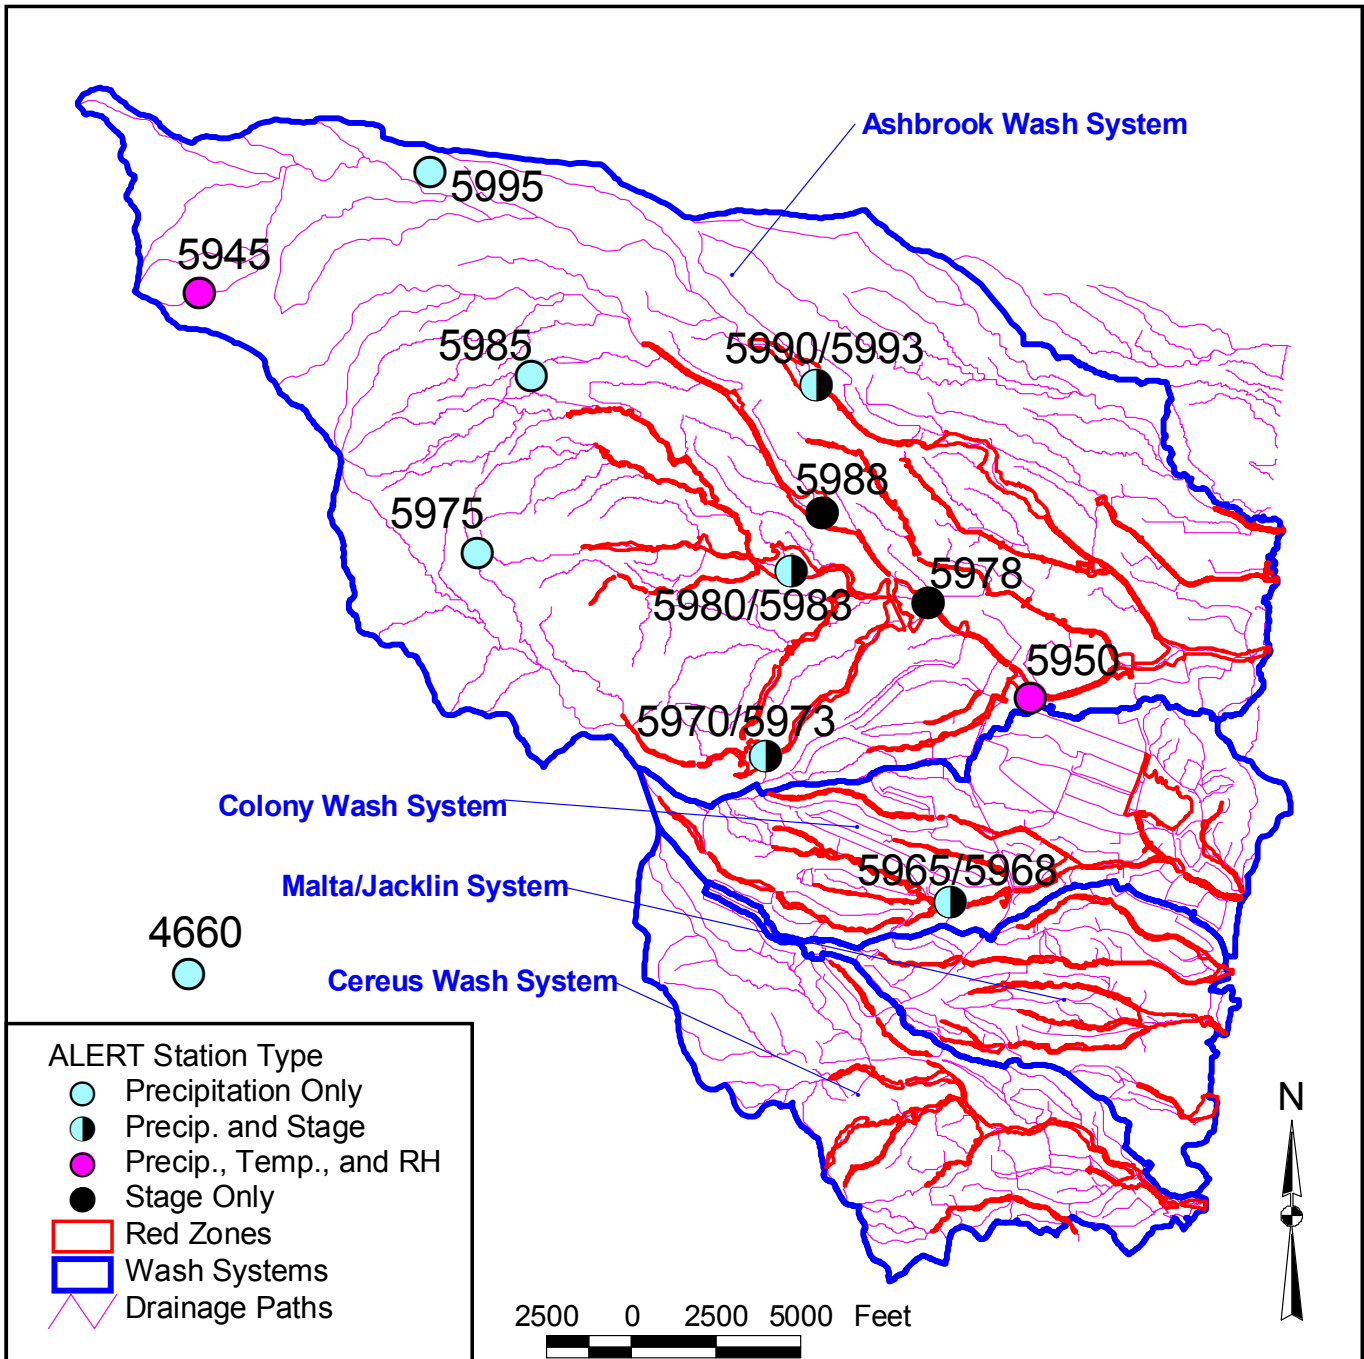 Ashbrook Wash System
5995
5945
5985
5990/5993
5988
5975
5978
5980/5983
5950
5970/5973
Colony Wash System
5965/5968
Malta/Jacklin System
4660
Cereus Wash System
ALERT Station Type
Precipitation Only
Precip. and Stage
Precip., Temp., and RH
Stage Only
Red Zones
Wash Systems
Drainage Paths
N
2500 0 2500 5000 Feet